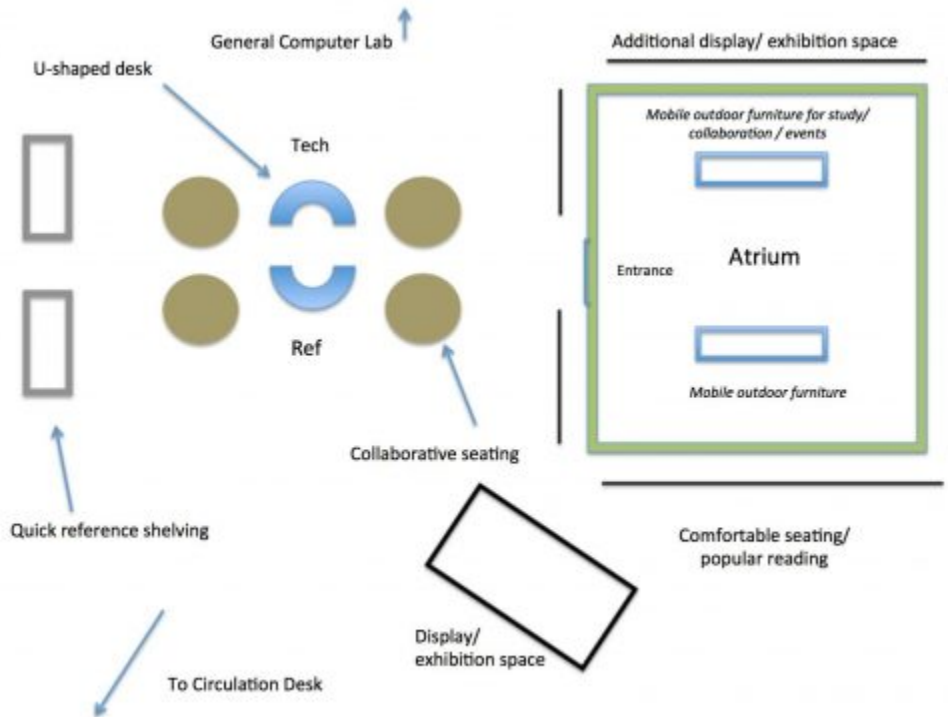 General Computer Lab
Additional display/ exhibition space
U-shaped desk
Mobile outdoor furniture for study/
collaboration / events
Tech
Atrium
Entrance
Ref
Mobile outdoor furniture
Collaborative seating
Quick reference shelving
Comfortable seating/
popular reading
Display/
exhibition space
To Circulation Desk